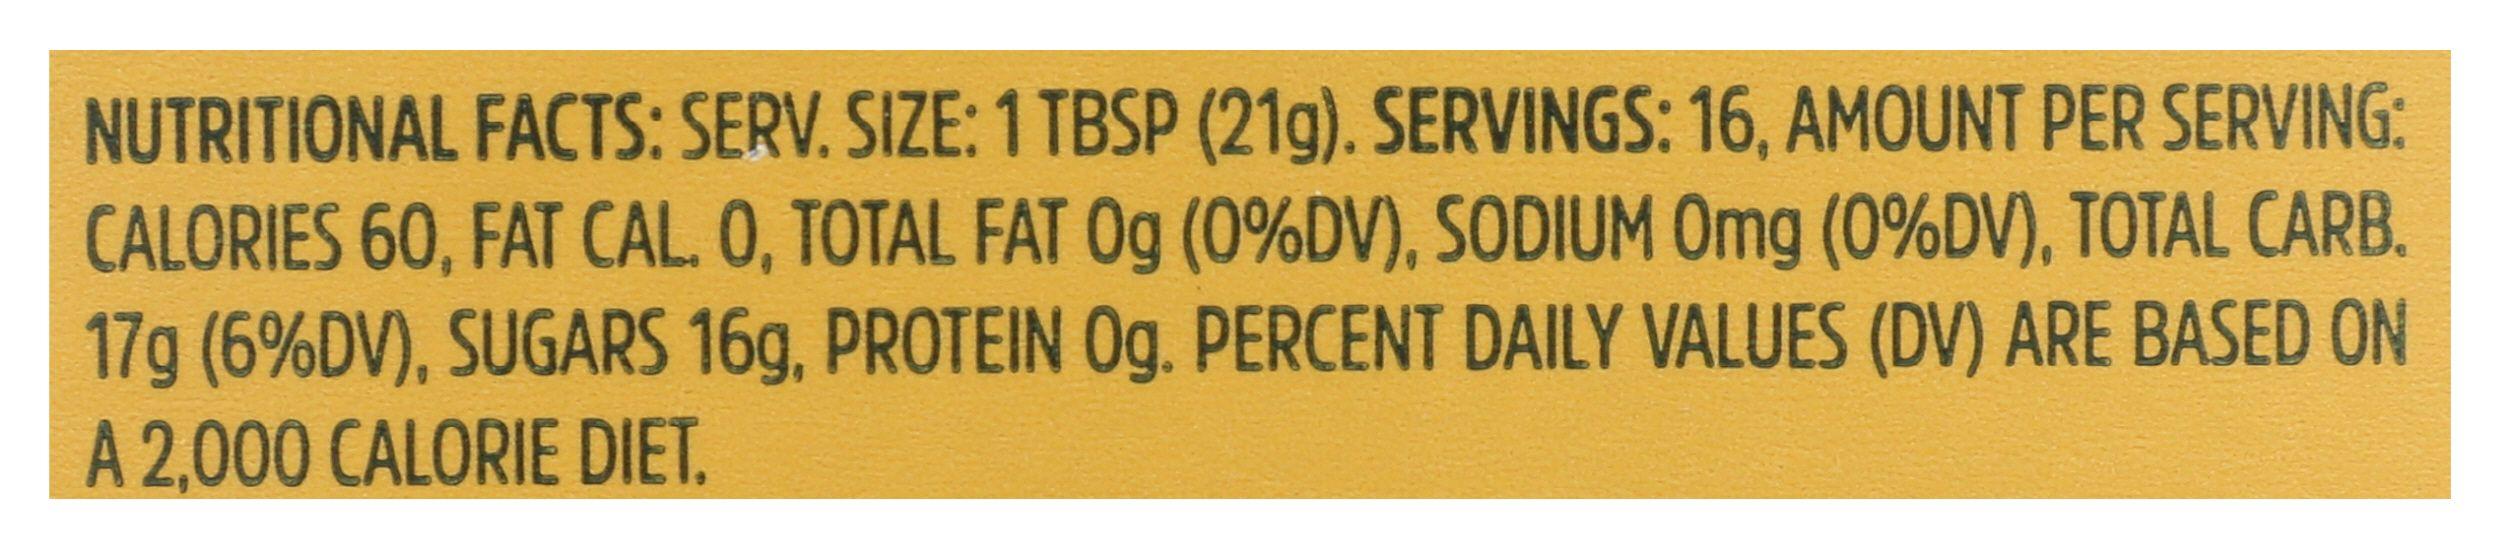 NUTRITIONAL FACTS: SERV. SIZE: 1 TBSP (21g). SERVINGS: 16, AMOUNT PER SERVING:
CALORIES 60, FAT CAL. 0, TOTAL FAT 0g (0%DV), SODIUM 0mg (0%DV), TOTAL CARB.
17g (6%DV), SUGARS 16g, PROTEIN 0g. PERCENT DAILY VALUES (DV) ARE BASED ON
A 2,000 CALORIE DIET.